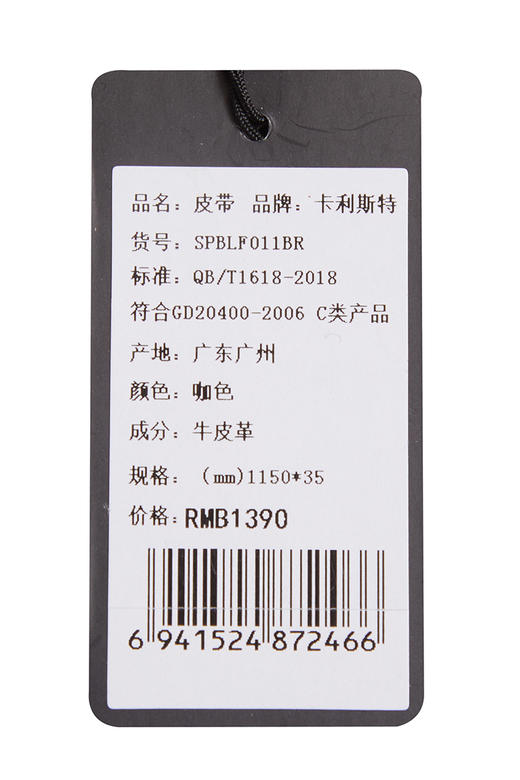 品名：皮带 品牌：卡利斯特
货号：SPBLF011BR
标准：QB/T1618-2018
符合GD20400-2006 C类产品
产地：广东广州
颜色：咖色
成分：牛皮革
规格：(mm)1150*35
价格：RMB1390
6 941524 872466